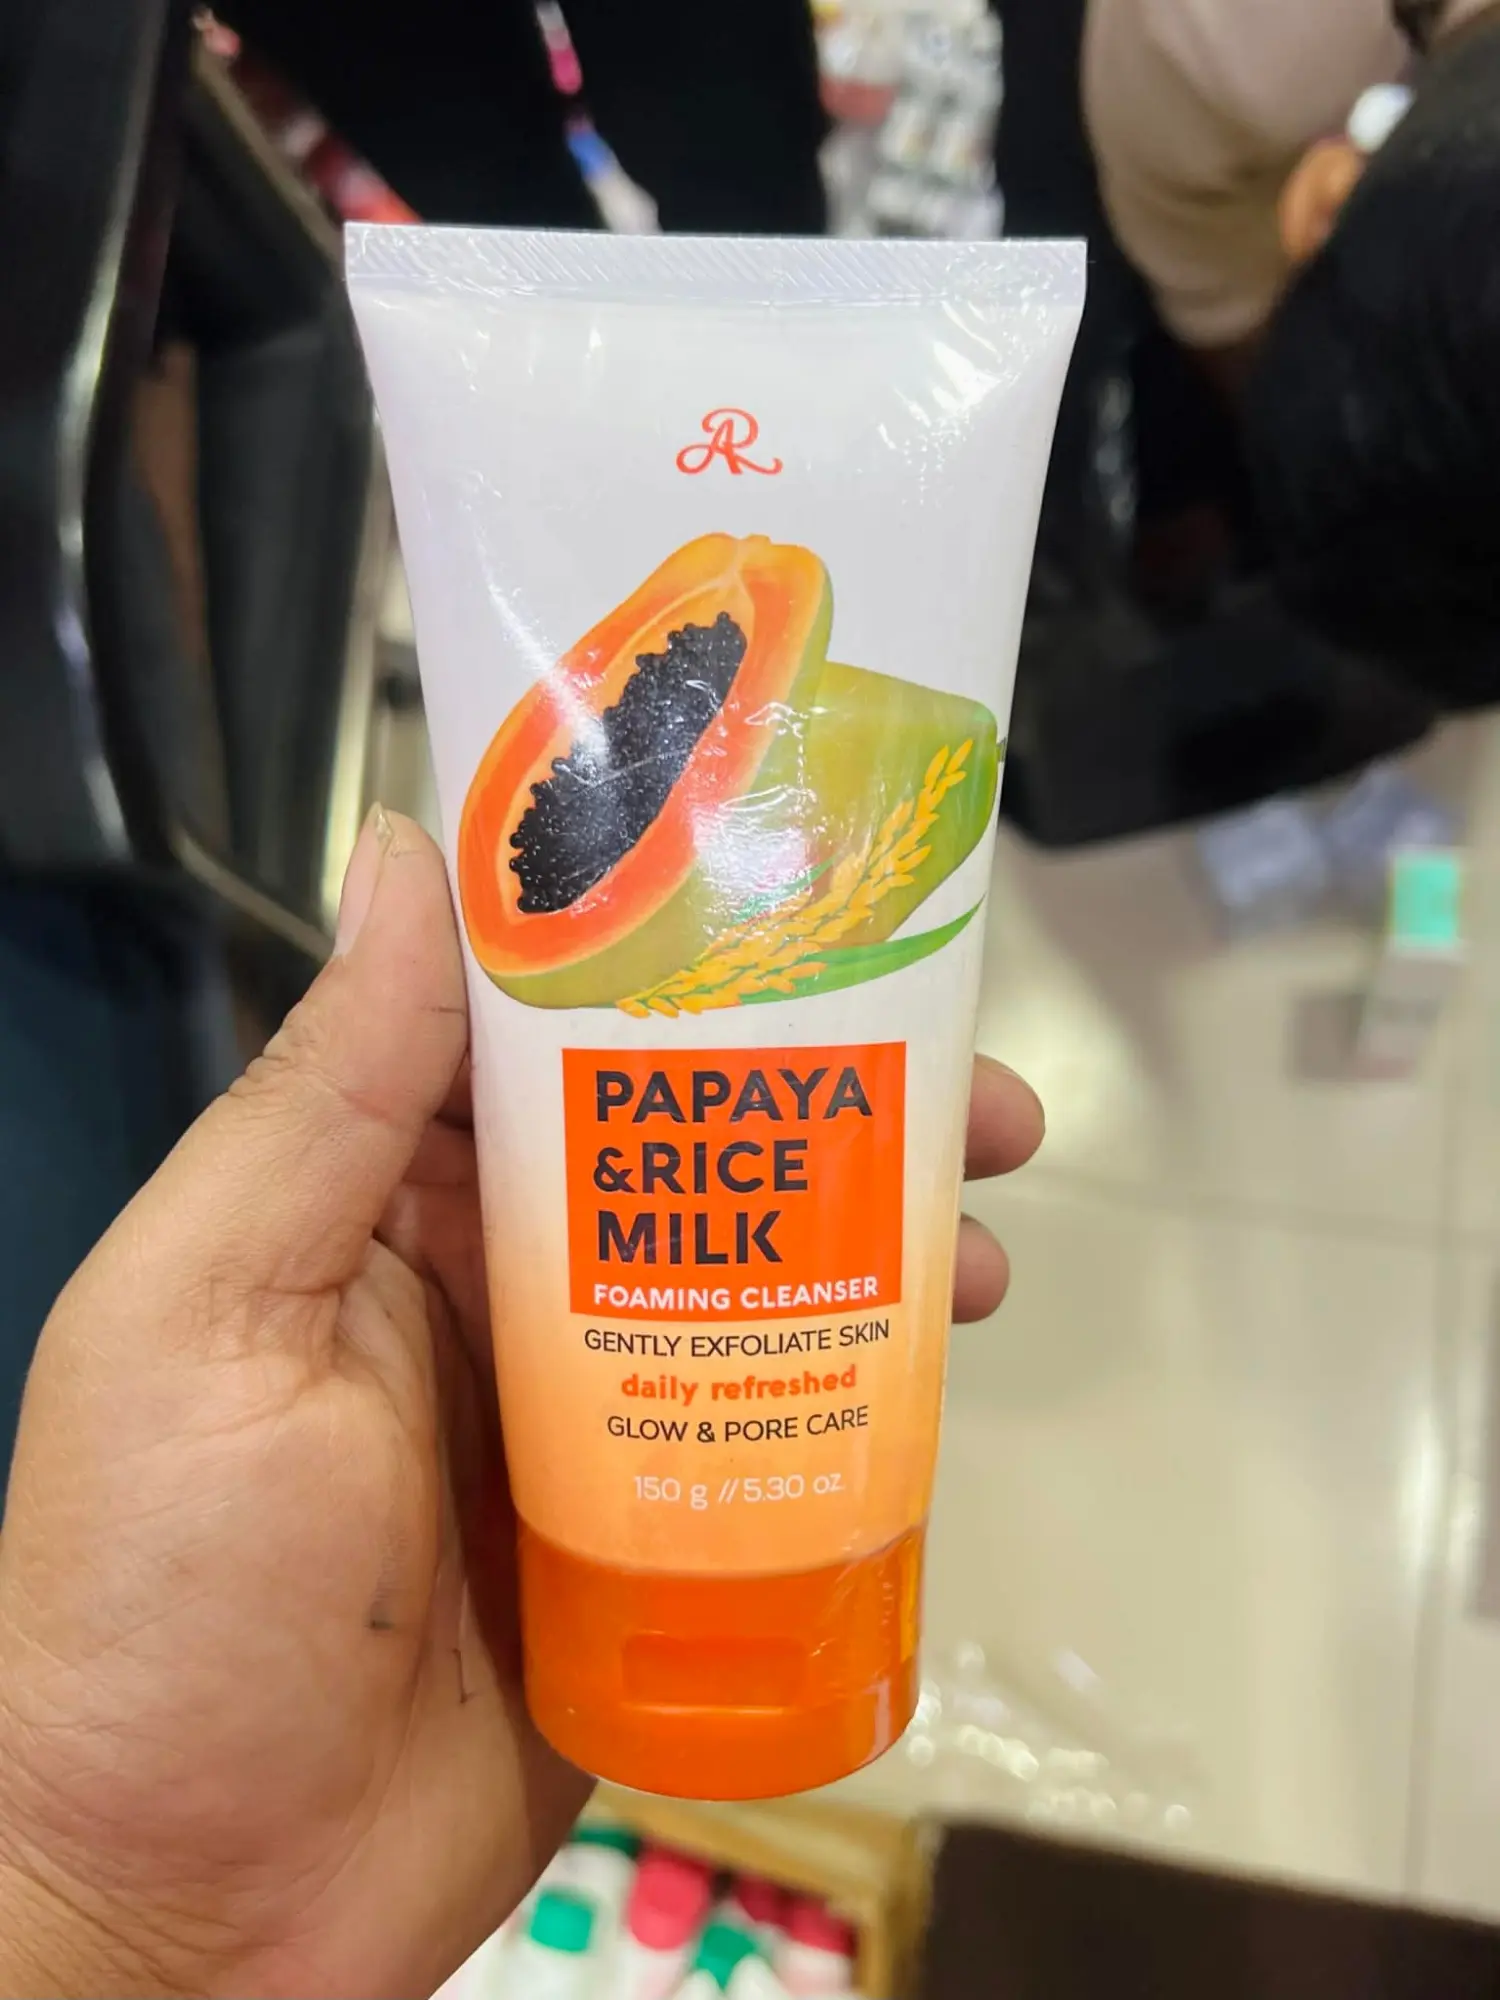 AR
PAPAYA
&RICE
MILK
FOAMING CLEANSER
GENTLY EXFOLIATE SKIN
daily refreshed
GLOW & PORE CARE
150 g // 5.30 oz.